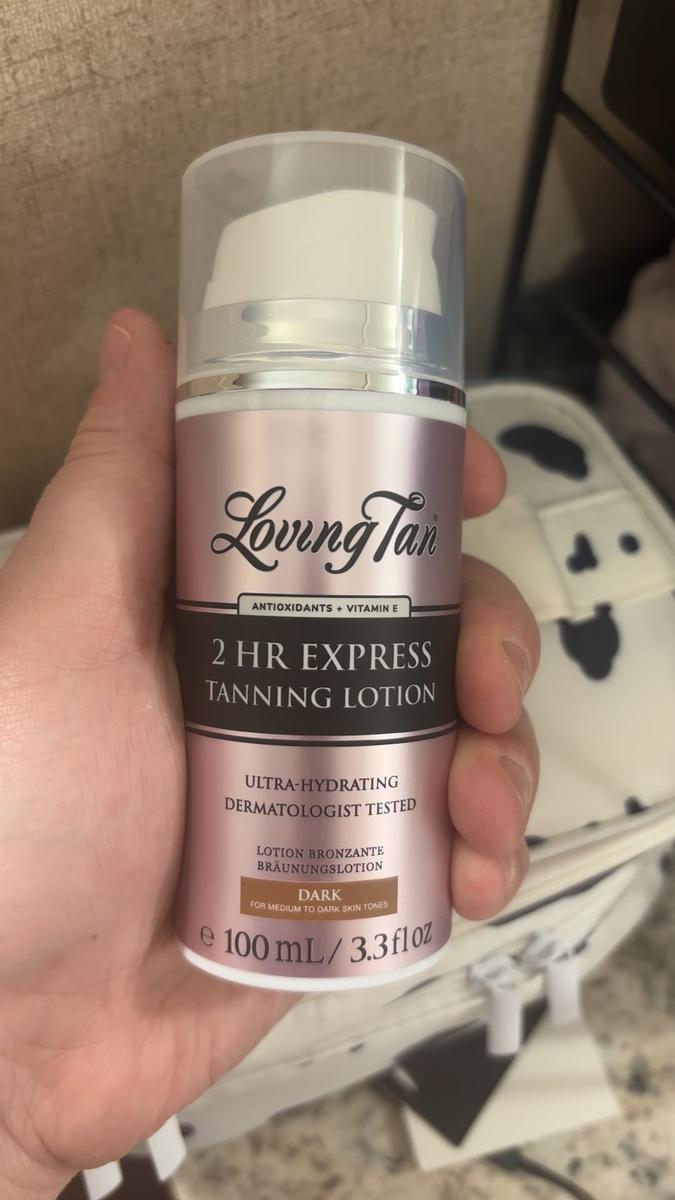 Loving Tan
ANTIOXIDANTS + VITAMIN E
2 HR EXPRESS
TANNING LOTION
ULTRA-HYDRATING
DERMATOLOGIST TESTED
LOTION BRONZANTE
BRÄUNUNGSLOTION
DARK
FOR MEDIUM TO DARK SKIN TONES
℮ 100 mL / 3.3 fl oz